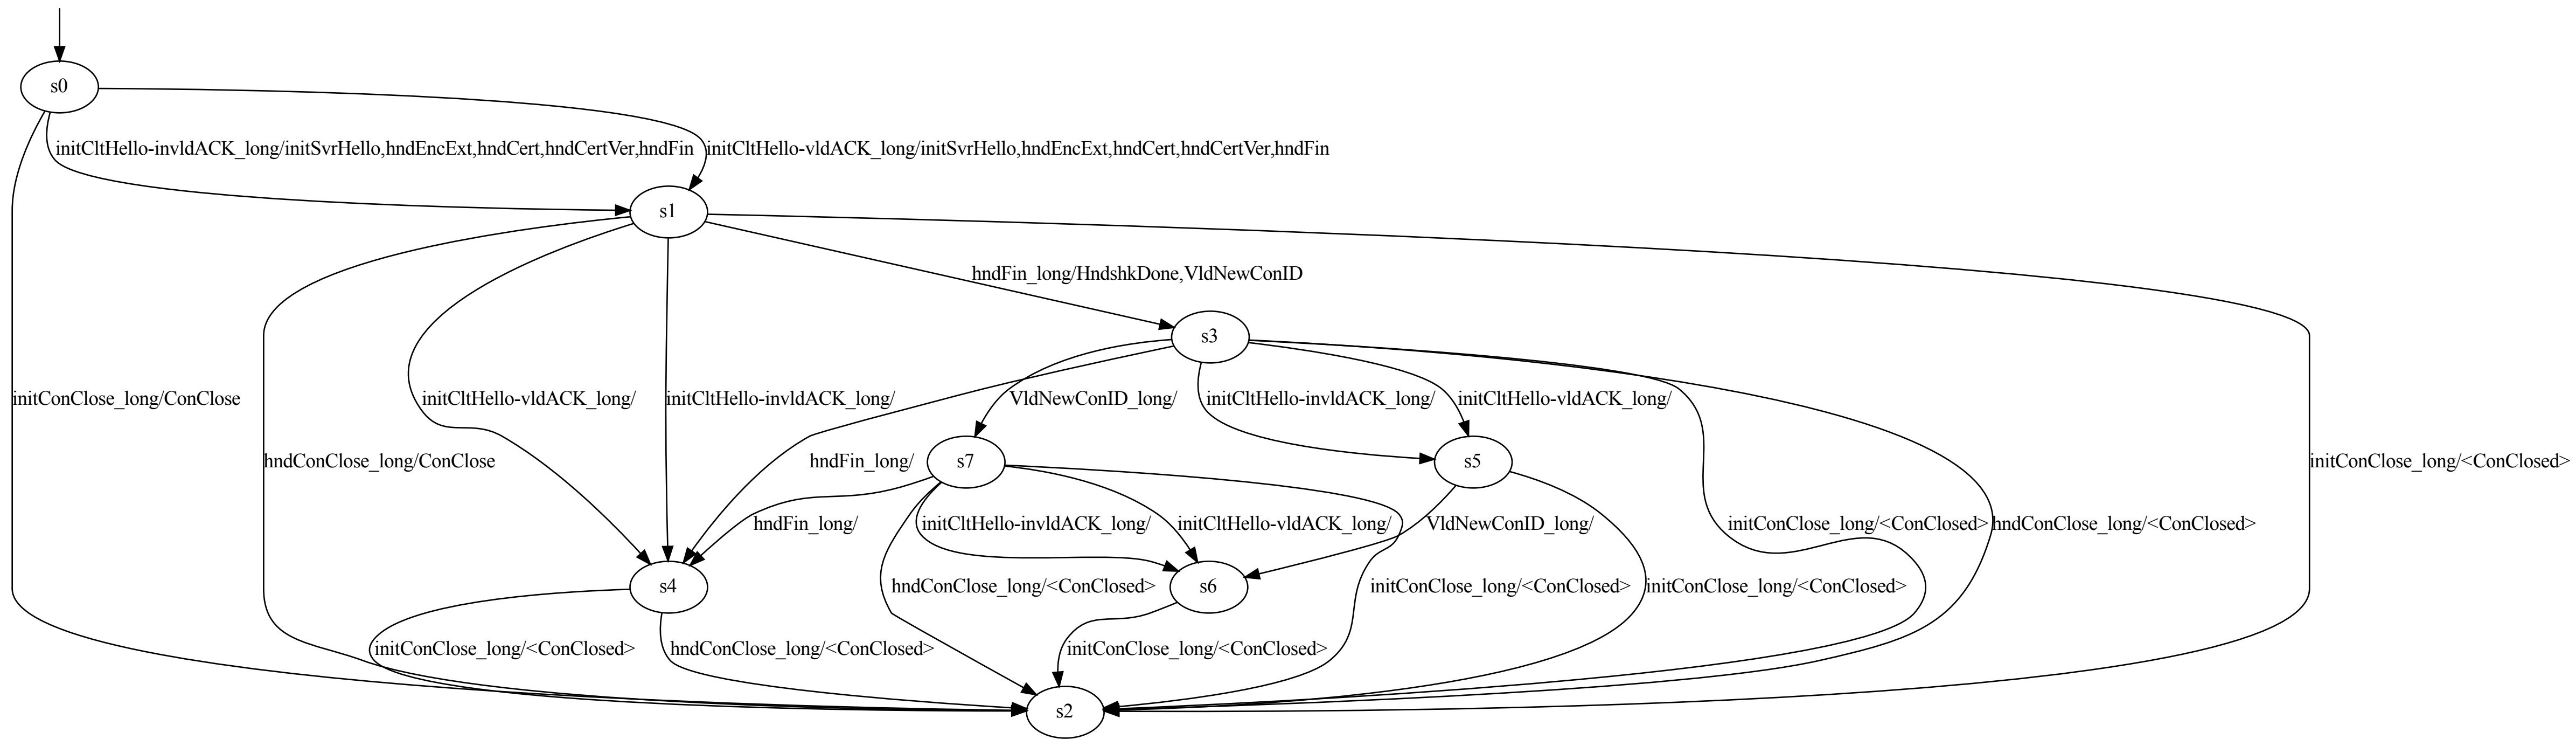 s0
initCltHello-invldACK_long/initSvrHello,hndEncExt,hndCert,hndCertVer,hndFin
initCltHello-vldACK_long/initSvrHello,hndEncExt,hndCert,hndCertVer,hndFin
s1
hndFin_long/HndshkDone,VldNewConID
s3
initConClose_long/ConClose
initCltHello-vldACK_long/
initCltHello-invldACK_long/
VldNewConID_long/
initCltHello-invldACK_long/
initCltHello-vldACK_long/
hndConClose_long/ConClose
hndFin_long/
s7
s5
initConClose_long/<ConClosed>
hndFin_long/
initCltHello-invldACK_long/
initCltHello-vldACK_long/
VldNewConID_long/
initConClose_long/<ConClosed>
hndConClose_long/<ConClosed>
s4
hndConClose_long/<ConClosed>
s6
initConClose_long/<ConClosed>
initConClose_long/<ConClosed>
initConClose_long/<ConClosed>
hndConClose_long/<ConClosed>
initConClose_long/<ConClosed>
s2